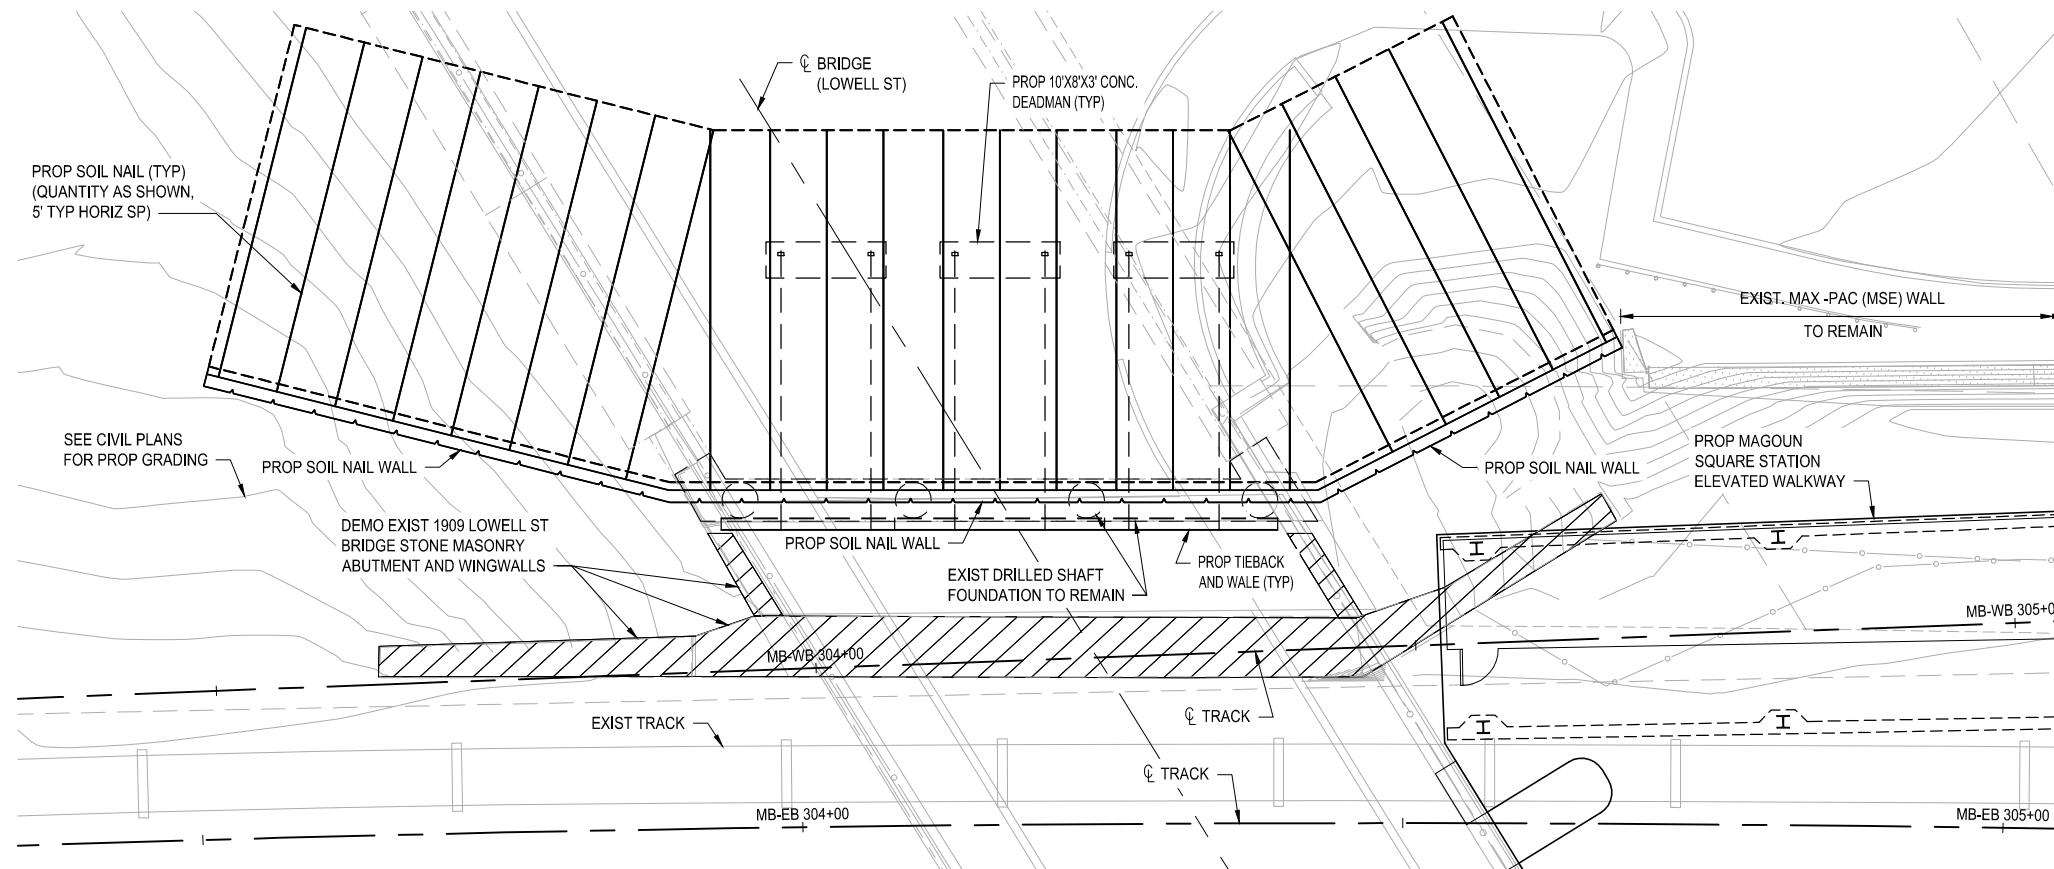 ℄ BRIDGE
(LOWELL ST)
PROP 10'X8'X3' CONC.
DEADMAN (TYP)
PROP SOIL NAIL (TYP)
(QUANTITY AS SHOWN,
5' TYP HORIZ SP)
EXIST. MAX -PAC (MSE) WALL
TO REMAIN
SEE CIVIL PLANS
FOR PROP GRADING
PROP SOIL NAIL WALL
PROP SOIL NAIL WALL
PROP MAGOUN
SQUARE STATION
ELEVATED WALKWAY
DEMO EXIST 1909 LOWELL ST
BRIDGE STONE MASONRY
ABUTMENT AND WINGWALLS
PROP SOIL NAIL WALL
EXIST DRILLED SHAFT
FOUNDATION TO REMAIN
PROP TIEBACK
AND WALE (TYP)
MB-WB 305+0
MB-WB 304+00
EXIST TRACK
℄ TRACK
℄ TRACK
MB-EB 304+00
MB-EB 305+00